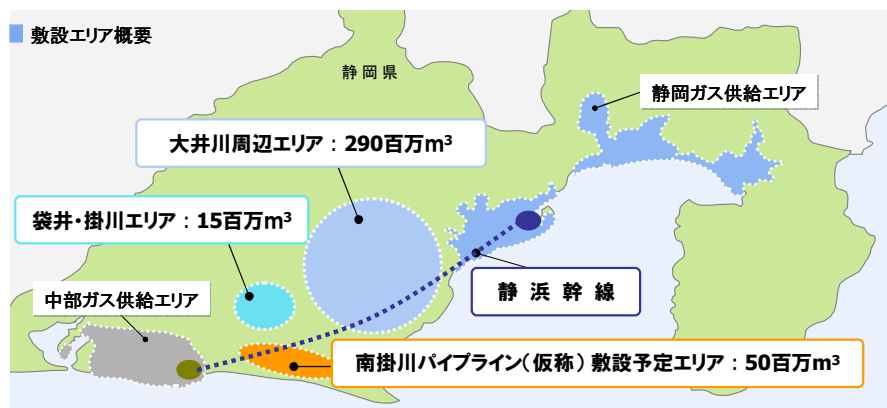 敷設エリア概要
静岡県
静岡ガス供給エリア
大井川周辺エリア：290百万m³
袋井・掛川エリア：15百万m³
静浜幹線
中部ガス供給エリア
南掛川パイプライン（仮称）敷設予定エリア：50百万m³